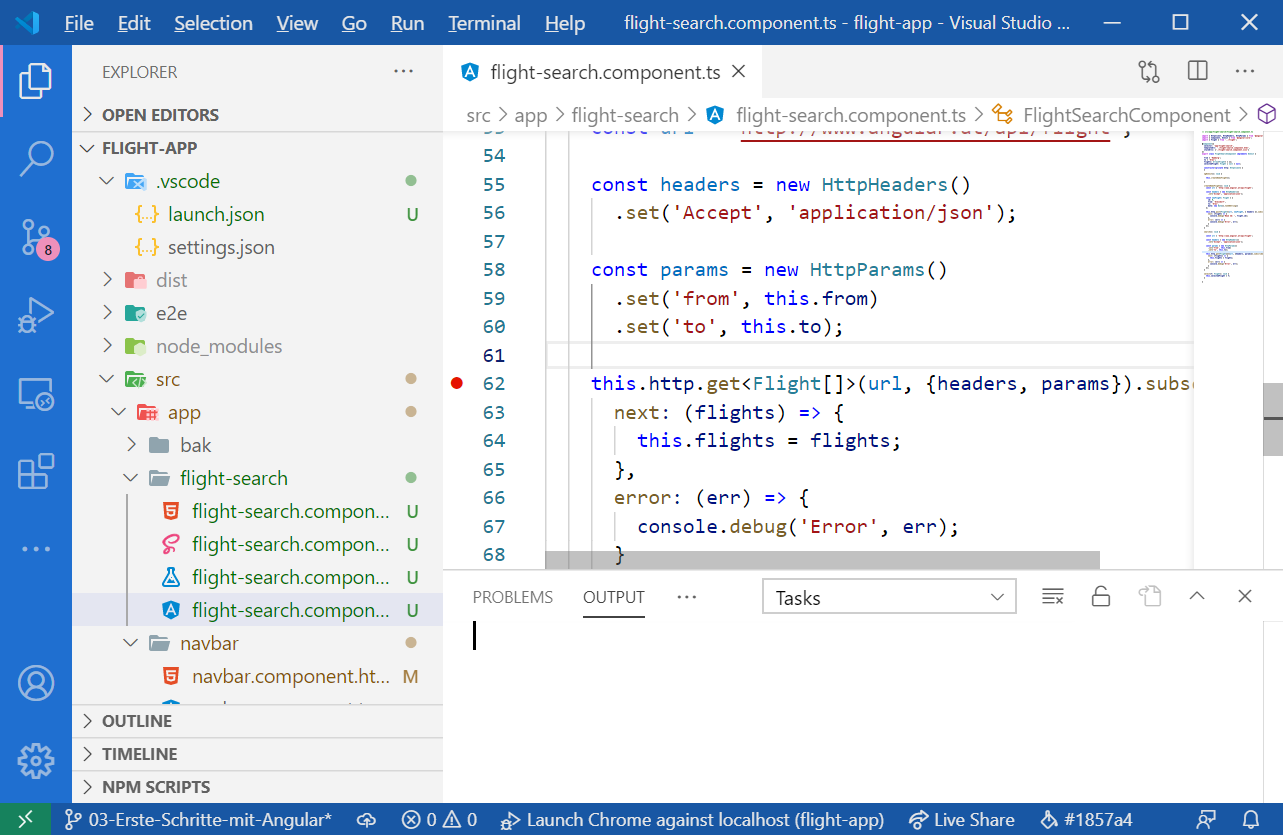 File Edit Selection View Go Run Terminal Help flight-search.component.ts - flight-app - Visual Studio ...
EXPLORER
OPEN EDITORS
FLIGHT-APP
.vscode
launch.json U
settings.json
dist
e2e
node_modules
src
app
bak
flight-search
flight-search.compon... U
flight-search.compon... U
flight-search.compon... U
flight-search.compon... U
navbar
navbar.component.ht... M
OUTLINE
TIMELINE
NPM SCRIPTS
8
flight-search.component.ts
src > app > flight-search > flight-search.component.ts > FlightSearchComponent >
54
55 const headers = new HttpHeaders()
56 .set('Accept', 'application/json');
57
58 const params = new HttpParams()
59 .set('from', this.from)
60 .set('to', this.to);
61
62 this.http.get<Flight[]>(url, {headers, params}).subs
63 next: (flights) => {
64 this.flights = flights;
65 },
66 error: (err) => {
67 console.debug('Error', err);
68 }
PROBLEMS OUTPUT ... Tasks
03-Erste-Schritte-mit-Angular* 0 0 Launch Chrome against localhost (flight-app) Live Share #1857a4